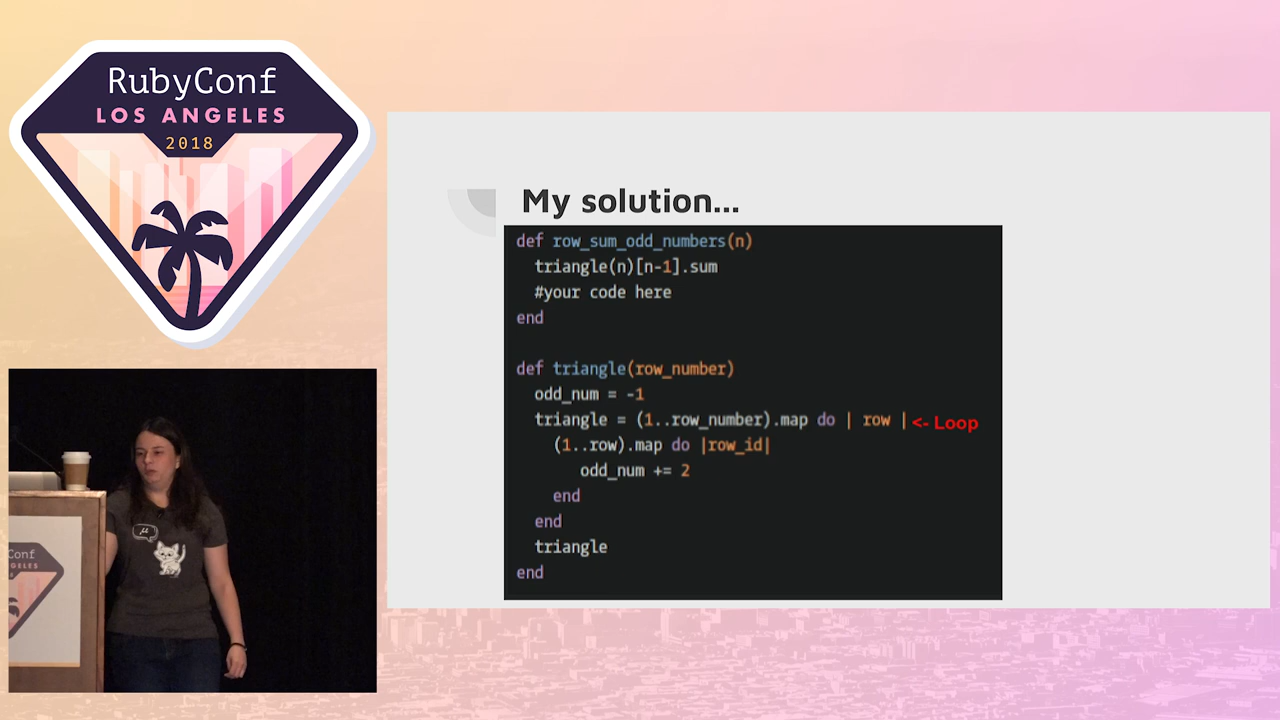 RubyConf
LOS ANGELES
2018
My solution...
def row_sum_odd_numbers(n)
triangle(n)[n-1].sum
#your code here
end
def triangle(row_number)
odd_num = -1
triangle = (1..row_number).map do | row |
<- Loop
(1..row).map do |row_id|
odd_num += 2
end
end
triangle
end
μ
Conf
GELES